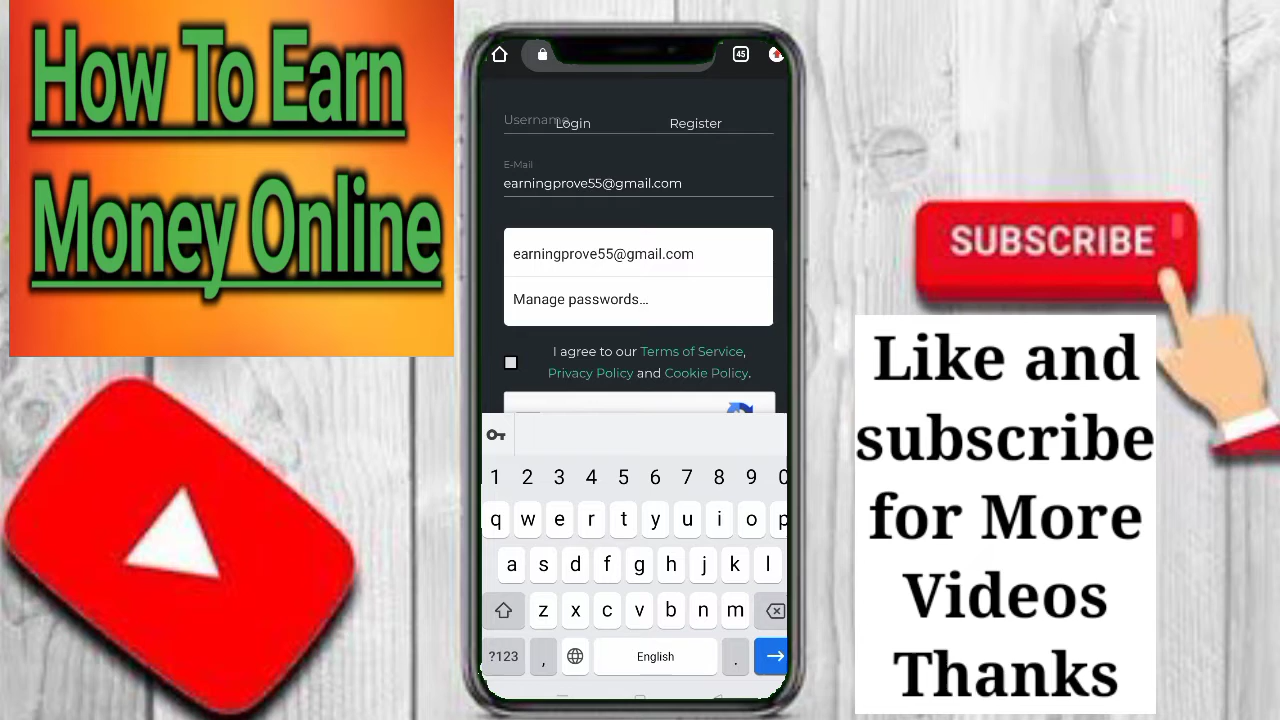 How To Earn
Money Online
45
Username
Login
Register
E-Mail
earningprove55@gmail.com
earningprove55@gmail.com
Manage passwords...
I agree to our Terms of Service,
Privacy Policy and Cookie Policy.
1 2 3 4 5 6 7 8 9 0
q w e r t y u i o p
a s d f g h j k l
z x c v b n m
?123 , English .
SUBSCRIBE
Like and
subscribe
for More
Videos
Thanks